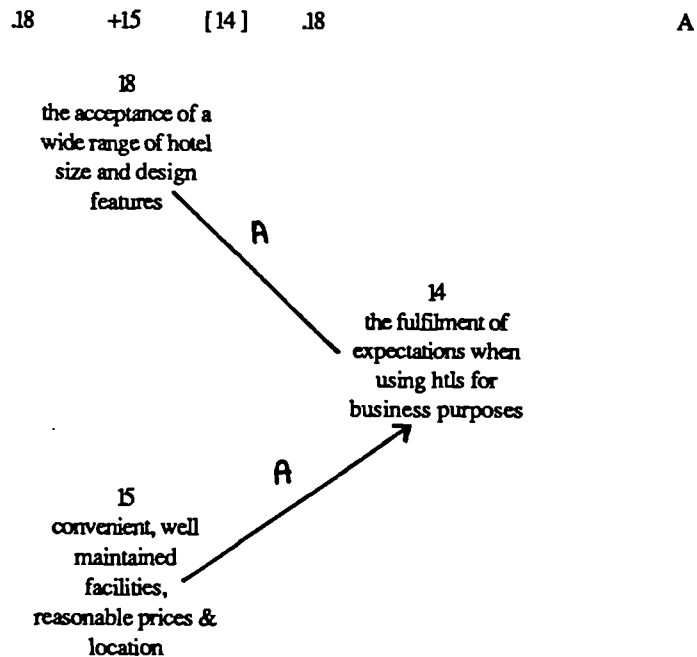 .18 +15 [14] .18 A
18
the acceptance of a
wide range of hotel
size and design
features
A
14
the fulfilment of
expectations when
using htls for
business purposes
A
15
convenient, well
maintained
facilities,
reasonable prices &
location